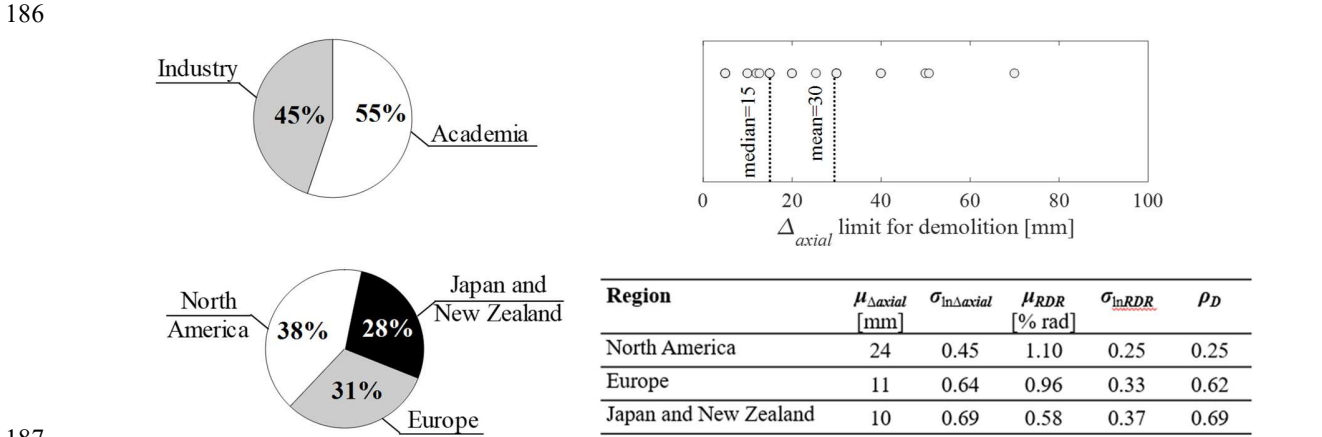 186
Industry
45%
55%
Academia
median=15
mean=30
0 20 40 60 80 100
Δaxial limit for demolition [mm]
North
America
38%
28%
Japan and
New Zealand
31%
Europe
Region μΔaxial σlnΔaxial μRDR σlnRDR ρD
[mm] [% rad]
North America 24 0.45 1.10 0.25 0.25
Europe 11 0.64 0.96 0.33 0.62
Japan and New Zealand 10 0.69 0.58 0.37 0.69
187